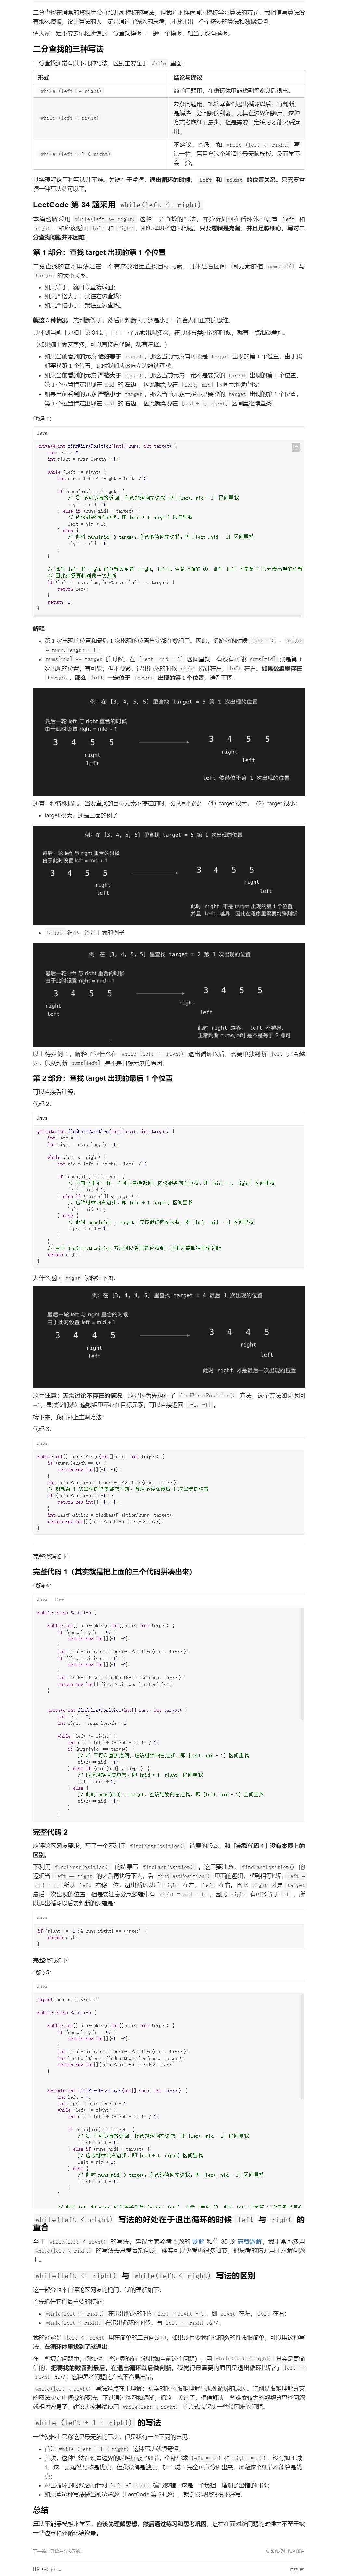 二分查找在通常的资料里会介绍几种模板的写法，但我并不推荐通过模板学习算法的方式。我相信写算法没
有那么模板，设计算法的人一定是通过了深入的思考，才设计出一个个精妙的算法和数据结构。
请大家一定不要去记忆所谓的二分查找模板，一题一个模板，相当于没有模板。
二分查找的三种写法
二分查找通常有以下几种写法，区别主要在于 while 里面。
形式 结论与建议
while (left <= right) 简单问题用，在循环体里能找到答案以后退出。
while (left < right) 复杂问题用，把答案留到退出循环以后，再判断。
是解决二分问题的利器，尤其在边界问题用，这种
方式考虑细节最少，但是需要一定练习才能灵活运
用。
while (left + 1 < right) 不建议，本质上和 while (left <= right) 写
法一样，盲目套这个所谓的最无脑模板，反而学不
会二分。
其实理解这三种写法并不难。关键在于掌握：退出循环的时候，left 和 right 的位置关系。只需要掌
握一种写法就可以了。
LeetCode 第 34 题采用 while(left <= right)
本篇题解采用 while(left <= right) 这种二分查找的写法，并分析如何在循环体里设置 left 和
right，和应该返回 left 和 right，即怎样思考边界问题。只要逻辑是完备，并且足够细心，写对二
分查找问题并不困难。
第 1 部分：查找 target 出现的第 1 个位置
二分查找的基本用法是在一个有序数组里查找目标元素，具体是看区间中间元素的值 nums[mid] 与
target 的大小关系。
如果等于，就可以直接返回；
如果严格大于，就往右边查找；
如果严格小于，就往左边查找。
就这 3 种情况，先判断等于，然后再判断大于还是小于，符合人们正常的思维。
具体到当前「力扣」第 34 题，由于一个元素出现多次，在具体分类讨论的时候，就有一点细微差别。
（如果嫌下面文字多，可以直接看代码，都有注释。）
如果当前看到的元素 恰好等于 target，那么当前元素有可能是 target 出现的第 1 个位置，由于我
们要找第 1 个位置，此时我们应该向左边继续查找；
如果当前看到的元素 严格大于 target，那么当前元素一定不是要找的 target 出现的第 1 个位置，
第 1 个位置肯定出现在 mid 的 左边，因此就需要在 [left, mid] 区间里继续查找；
如果当前看到的元素 严格小于 target，那么当前元素一定不是要找的 target 出现的第 1 个位置，
第 1 个位置肯定出现在 mid 的 右边，因此就需要在 [mid + 1, right] 区间里继续查找。
代码 1：
Java
private int findFirstPosition(int[] nums, int target) {
int left = 0;
int right = nums.length - 1;
while (left <= right) {
int mid = left + (right - left) / 2;
if (nums[mid] == target) {
// ① 不可以直接返回，应该继续向左边找，即 [left, mid - 1] 区间里找
right = mid - 1;
} else if (nums[mid] < target) {
// 应该继续向右边找，即 [mid + 1, right] 区间里找
left = mid + 1;
} else {
// 此时 nums[mid] > target，应该继续向左边找，即 [left, mid - 1] 区间里找
right = mid - 1;
}
}
// 此时 left 和 right 的位置关系是 [right, left]，注意上面的 ①，此时 left 才是第 1 次元素出现的位置
// 因此还需要特别做一次判断
if (left != nums.length && nums[left] == target) {
return left;
}
return -1;
}
解释：
第 1 次出现的位置和最后 1 次出现的位置肯定都在数组里。因此，初始化的时候 left = 0， right
= nums.length - 1；
nums[mid] == target 的时候，在 [left, mid - 1] 区间里找，有没有可能 nums[mid] 就是第 1
次出现的位置，有可能，但不要紧，退出循环的时候 right 指针在左，left 在右，如果数组里存在
target，那么 left 一定位于 target 出现的第 1 个位置，请看下图。
例：在 [3, 4, 5, 5] 里查找 target = 5 第 1 次出现的位置
最后一轮 left 与 right 重合的时候
由于此时设置 right = mid − 1
3 4 5 5
right
left
3 4 5 5
right
left
left 依然位于第 1 次出现的位置
还有一种特殊情况，当要查找的目标元素不存在的时，分两种情况：（1）target 很大，（2）target 很小：
target 很大，还是上面的例子
例：在 [3, 4, 5, 5] 里查找 target = 6 第 1 次出现的位置
最后一轮 left 与 right 重合的时候
由于此时设置 left = mid + 1
3 4 5 5
right
left
3 4 5 5
right
left
此时 right 不是 target 出现的第 1 个位置
并且 left 越界，因此在程序里需要特殊判断
target 很小，还是上面的例子
例：在 [3, 4, 5, 5] 里查找 target = 2 第 1 次出现的位置
最后一轮 left 与 right 重合的时候
由于此时设置 right = mid − 1
3 4 5 5
right
left
3 4 5 5
right
left
此时 right 越界， left 不越界，
正常判断 nums[left] 是不是等于 2 即可
以上特殊例子，解释了为什么在 while (left <= right) 退出循环以后，需要单独判断 left 是否越
界，以及判断 nums[left] 是不是目标元素的原因。
第 2 部分：查找 target 出现的最后 1 个位置
可以直接看注释。
代码 2：
Java
private int findLastPosition(int[] nums, int target) {
int left = 0;
int right = nums.length - 1;
while (left <= right) {
int mid = left + (right - left) / 2;
if (nums[mid] == target) {
// 只有这里不一样：不可以直接返回，应该继续向右边找，即 [mid + 1, right] 区间里找
left = mid + 1;
} else if (nums[mid] < target) {
// 应该继续向右边找，即 [mid + 1, right] 区间里找
left = mid + 1;
} else {
// 此时 nums[mid] > target，应该继续向左边找，即 [left, mid - 1] 区间里找
right = mid - 1;
}
}
// 由于 findFirstPosition 方法可以返回是否找到，这里无需单独再做判断
return right;
}
为什么返回 right 解释如下图：
例：在 [3, 4, 4, 5] 里查找 target = 4 最后 1 次出现的位置
最后一轮 left 与 right 重合的时候
由于此时设置 left = mid + 1
3 4 4 5
right
left
3 4 4 5
right
left
此时 right 才是最后一次出现的位置
这里注意：无需讨论不存在的情况。这是因为先执行了 findFirstPosition() 方法，这个方法如果返回
-1，显然我们就知道数组里不存在目标元素，可以直接返回 [-1, -1]。
接下来，我们补上主调方法：
代码 3：
Java
public int[] searchRange(int[] nums, int target) {
if (nums.length == 0) {
return new int[]{-1, -1};
}
int firstPosition = findFirstPosition(nums, target);
// 如果第 1 次出现的位置都找不到，肯定不存在最后 1 次出现的位置
if (firstPosition == -1) {
return new int[]{-1, -1};
}
int lastPosition = findLastPosition(nums, target);
return new int[]{firstPosition, lastPosition};
}
完整代码如下：
完整代码 1（其实就是把上面的三个代码拼凑出来）
代码 4：
Java C++
public class Solution {
public int[] searchRange(int[] nums, int target) {
if (nums.length == 0) {
return new int[]{-1, -1};
}
int firstPosition = findFirstPosition(nums, target);
if (firstPosition == -1) {
return new int[]{-1, -1};
}
int lastPosition = findLastPosition(nums, target);
return new int[]{firstPosition, lastPosition};
}
private int findFirstPosition(int[] nums, int target) {
int left = 0;
int right = nums.length - 1;
while (left <= right) {
int mid = left + (right - left) / 2;
if (nums[mid] == target) {
// ① 不可以直接返回，应该继续向左边找，即 [left, mid - 1] 区间里找
right = mid - 1;
} else if (nums[mid] < target) {
// 应该继续向右边找，即 [mid + 1, right] 区间里找
left = mid + 1;
} else {
// 此时 nums[mid] > target，应该继续向左边找，即 [left, mid - 1] 区间里找
right = mid - 1;
}
}
完整代码 2
应评论区网友要求，写了一个不利用 findFirstPosition() 结果的版本，和「完整代码 1」没有本质上的
区别。
不利用 findFirstPosition() 的结果写 findLastPosition()。这里要注意， findLastPosition() 的
逻辑当 left == right 的之后再执行下去，看 findLastPosition() 里面的逻辑，找到相等以后 left =
mid + 1；所以 left 右移一位，退出循环以后 right 在左，left 在右。因此 right 才是 target
最后一次出现的位置。但是要注意分支逻辑中有 right = mid - 1;，因此 right 有可能等于 -1。所
以退出循环以后要判断的逻辑是：
Java
if (right != -1 && nums[right] == target) {
return right;
}
完整代码如下：
代码 5：
Java
import java.util.Arrays;
public class Solution {
public int[] searchRange(int[] nums, int target) {
if (nums.length == 0) {
return new int[]{-1, -1};
}
int firstPosition = findFirstPosition(nums, target);
int lastPosition = findLastPosition(nums, target);
return new int[]{firstPosition, lastPosition};
}
private int findFirstPosition(int[] nums, int target) {
int left = 0;
int right = nums.length - 1;
while (left <= right) {
int mid = left + (right - left) / 2;
if (nums[mid] == target) {
// ① 不可以直接返回，应该继续向左边找，即 [left, mid - 1] 区间里找
right = mid - 1;
} else if (nums[mid] < target) {
// 应该继续向右边找，即 [mid + 1, right] 区间里找
left = mid + 1;
} else {
// 此时 nums[mid] > target，应该继续向左边找，即 [left, mid - 1] 区间里找
right = mid - 1;
}
}
while(left < right) 写法的好处在于退出循环的时候 left 与 right 的
重合
至于 while(left < right) 的写法，建议大家参考本题的 题解 和第 35 题 高赞题解，我平常也多用
while(left < right) 的方式去思考复杂问题，确实可以少考虑很多细节，把思考的精力用于求解问题
上。
while(left <= right) 与 while(left < right) 写法的区别
这一部分也来自评论区网友的提问，我的理解如下：
首先抓住它们最主要的特征：
while(left <= right) 在退出循环的时候 left = right + 1，即 right 在左，left 在右；
while(left < right) 在退出循环的时候，有 left == right 成立。
我的经验是 left <= right 用在简单的二分问题中，如果题目要我们找的数的性质很简单，可以用这种写
法，在循环体里找到了就退出。
在一些复杂问题中，例如找一些边界的值（就比如当前这个问题），用 while(left < right) 其实是更简单
的，把要找的数留到最后，在退出循环以后做判断。我觉得最重要的原因是退出循环以后有 left ==
right 成立，这种思考问题的方式不容易出错。
while(left < right) 写法难点在于理解：初学的时候很难理解出现死循环的原因。特别是很难理解分支
的取法决定中间数的取法。不过通过练习和调试，把这一关过了，相信解决一些难度较大的题额分查找问题
就相对容易了。建议大家尝试使用 while(left < right) 的方式去解决一些较困难的问题。
while (left + 1 < right) 的写法
一些资料上号称这是最无脑的写法，但是我有一些不同的意见：
首先 while(left + 1 < right) 这种写法就很奇怪；
其次，这种写法在设置边界的时候屏蔽了细节，全部写成 left = mid 和 right = mid，没有加 1 减
1。这一点虽然号称是优点，但我觉得是缺点，加 1 减 1 完全可以分析出来，屏蔽这个细节不能算是优
点；
退出循环的时候必须针对 left 和 right 编写逻辑，这是一个负担，增加了出错的可能；
如果拿这种写法做当前这道题（LeetCode 第 34 题），就会发现代码很不好写。
总结
算法不能靠模板来学习，应该先理解思想，然后通过练习和思考巩固，这样在面对新问题的时候才不至于被
一些边界和死循环给绕晕。
© 著作权归作者所有
89 条评论